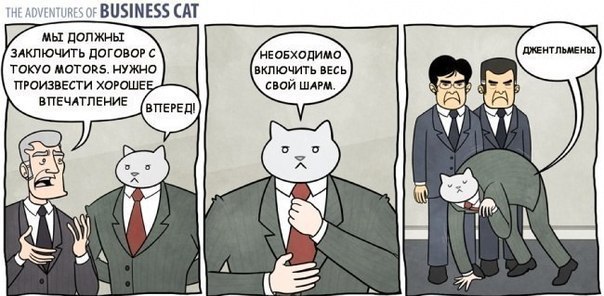 THE ADVENTURES OF BUSINESS CAT
МЫ ДОЛЖНЫ
ЗАКЛЮЧИТЬ ДОГОВОР С
TOKYO MOTORS. НУЖНО
ПРОИЗВЕСТИ ХОРОШЕЕ
ВПЕЧАТЛЕНИЕ
ВПЕРЕД!
НЕОБХОДИМО
ВКЛЮЧИТЬ ВЕСЬ
СВОЙ ШАРМ.
ДЖЕНТЛЬМЕНЫ